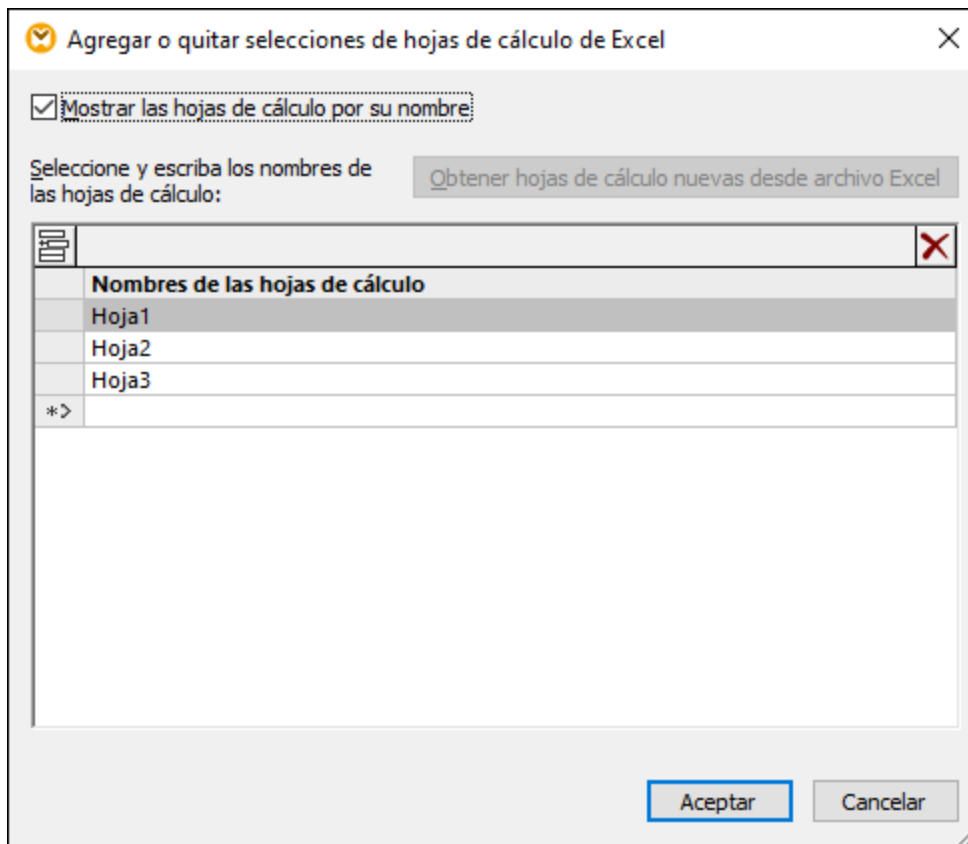 Agregar o quitar selecciones de hojas de cálculo de Excel
Mostrar las hojas de cálculo por su nombre
Seleccione y escriba los nombres de
las hojas de cálculo:
Obtener hojas de cálculo nuevas desde archivo Excel
Nombres de las hojas de cálculo
Hoja1
Hoja2
Hoja3
*>
Aceptar
Cancelar